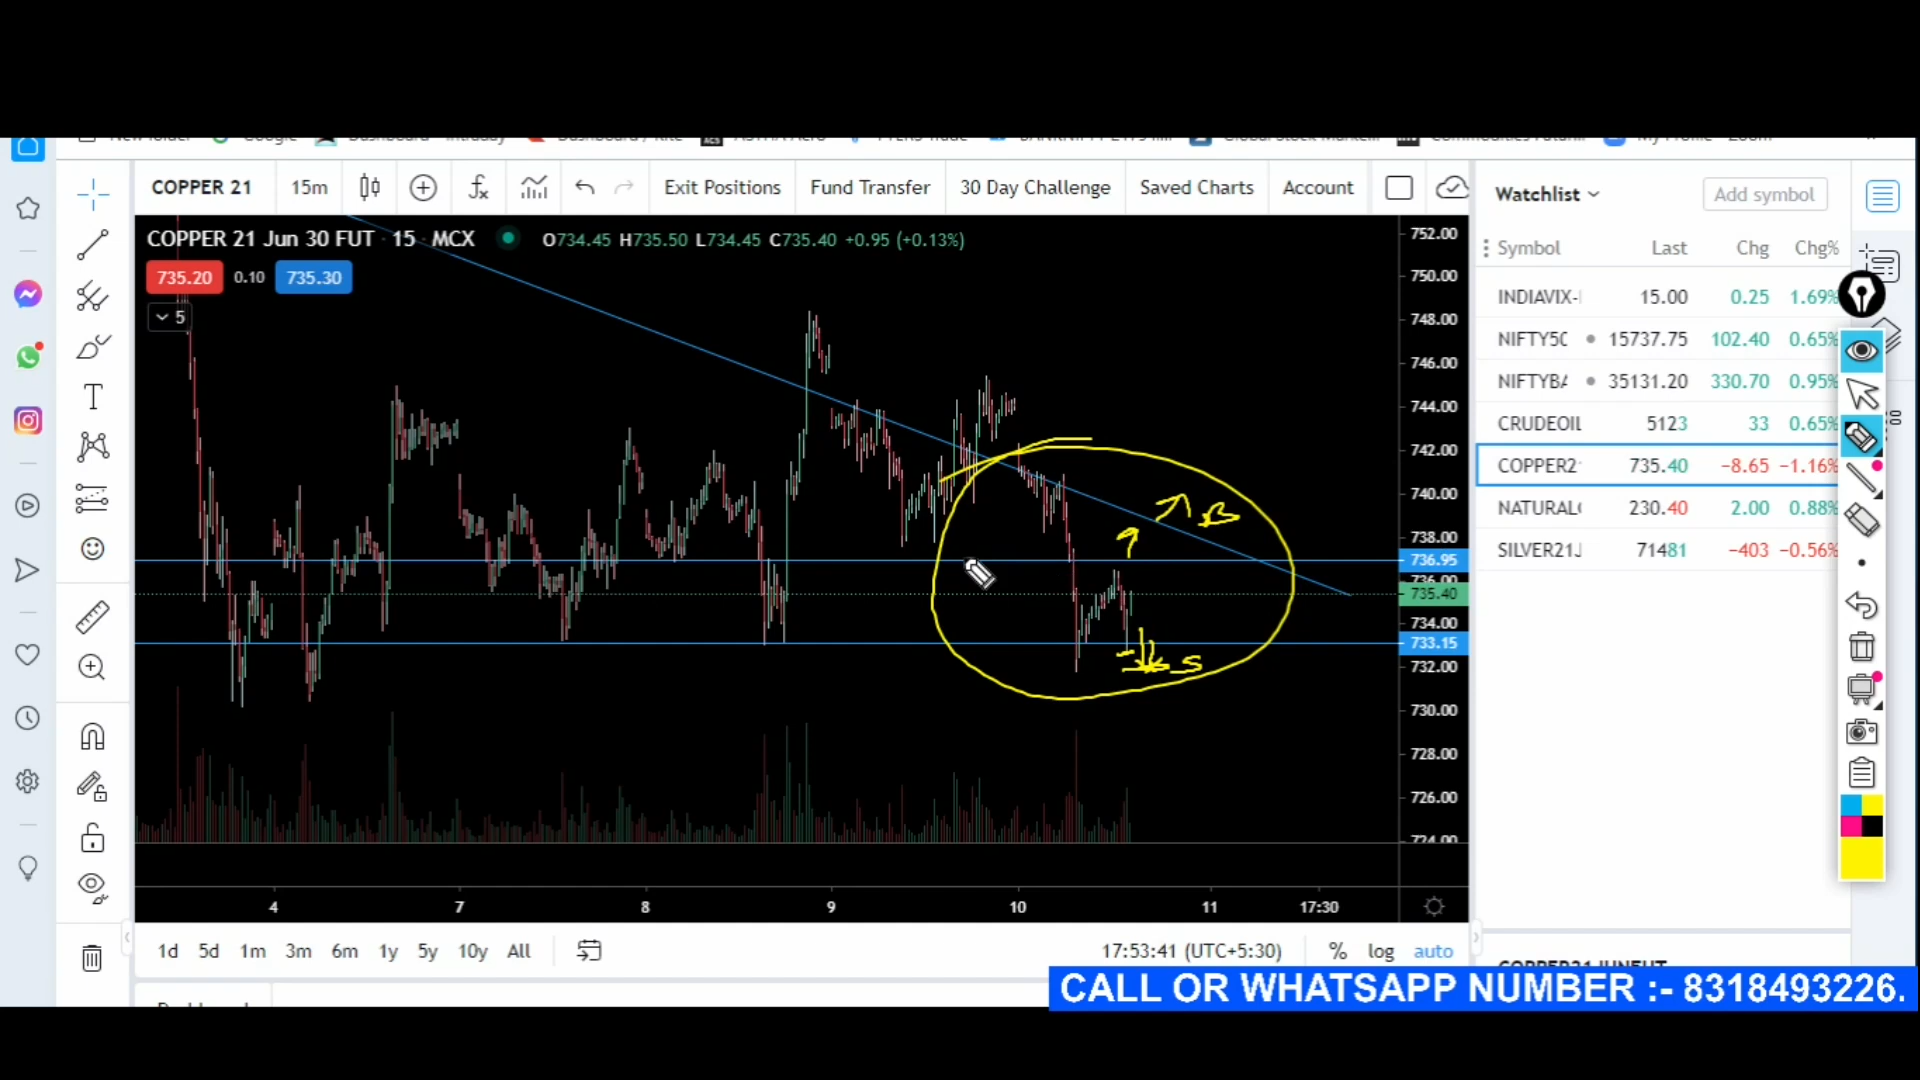 COPPER 21 15m Exit Positions Fund Transfer 30 Day Challenge Saved Charts Account
COPPER 21 Jun 30 FUT · 15 · MCX O734.45 H735.50 L734.45 C735.40 +0.95 (+0.13%)
735.20 0.10 735.30
5
752.00
750.00
748.00
746.00
744.00
742.00
740.00
738.00
736.95
736.00
735.40
734.00
733.15
732.00
730.00
728.00
726.00
724.00
B
S
4 7 8 9 10 11 17:30
1d 5d 1m 3m 6m 1y 5y 10y All 17:53:41 (UTC+5:30) % log auto
Watchlist Add symbol
Symbol Last Chg Chg%
INDIAVIX- 15.00 0.25 1.69%
NIFTY50 15737.75 102.40 0.65%
NIFTYBA 35131.20 330.70 0.95%
CRUDEOIL 5123 33 0.65%
COPPER2 735.40 −8.65 −1.16%
NATURALG 230.40 2.00 0.88%
SILVER21J 71481 −403 −0.56%
CALL OR WHATSAPP NUMBER :- 8318493226.